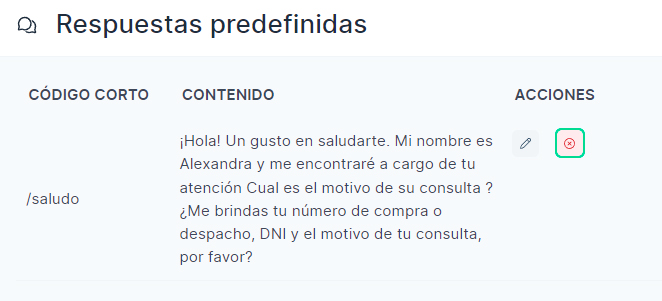 Respuestas predefinidas
CÓDIGO CORTO CONTENIDO ACCIONES
¡Hola! Un gusto en saludarte. Mi nombre es
Alexandra y me encontraré a cargo de tu
atención Cual es el motivo de su consulta ?
/saludo
¿Me brindas tu número de compra o
despacho, DNI y el motivo de tu consulta,
por favor?